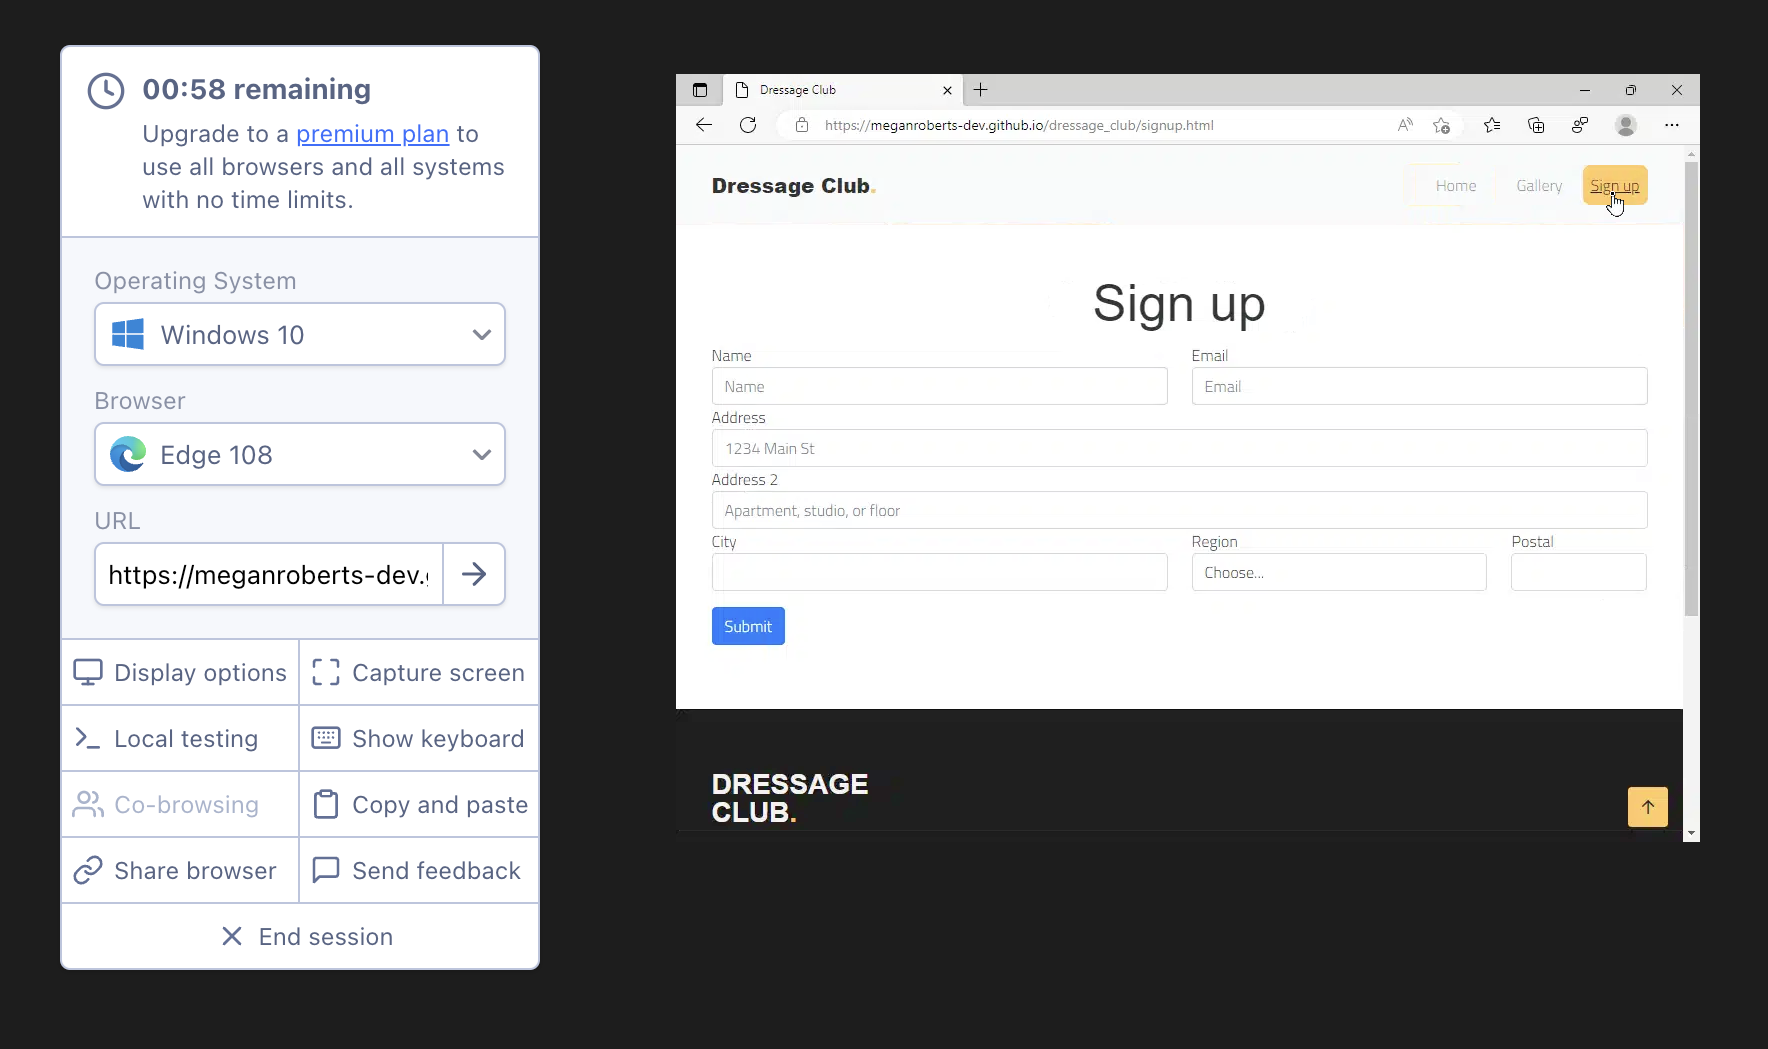 00:58 remaining
Upgrade to a premium plan to
use all browsers and all systems
with no time limits.
Operating System
Windows 10
Browser
Edge 108
URL
https://meganroberts-dev.g
Display options
Capture screen
Local testing
Show keyboard
Co-browsing
Copy and paste
Share browser
Send feedback
End session
Dressage Club
https://meganroberts-dev.github.io/dressage_club/signup.html
Dressage Club.
Home
Gallery
Sign up
Sign up
Name
Email
Name
Email
Address
1234 Main St
Address 2
Apartment, studio, or floor
City
Region
Postal
Choose...
Submit
DRESSAGE
CLUB.